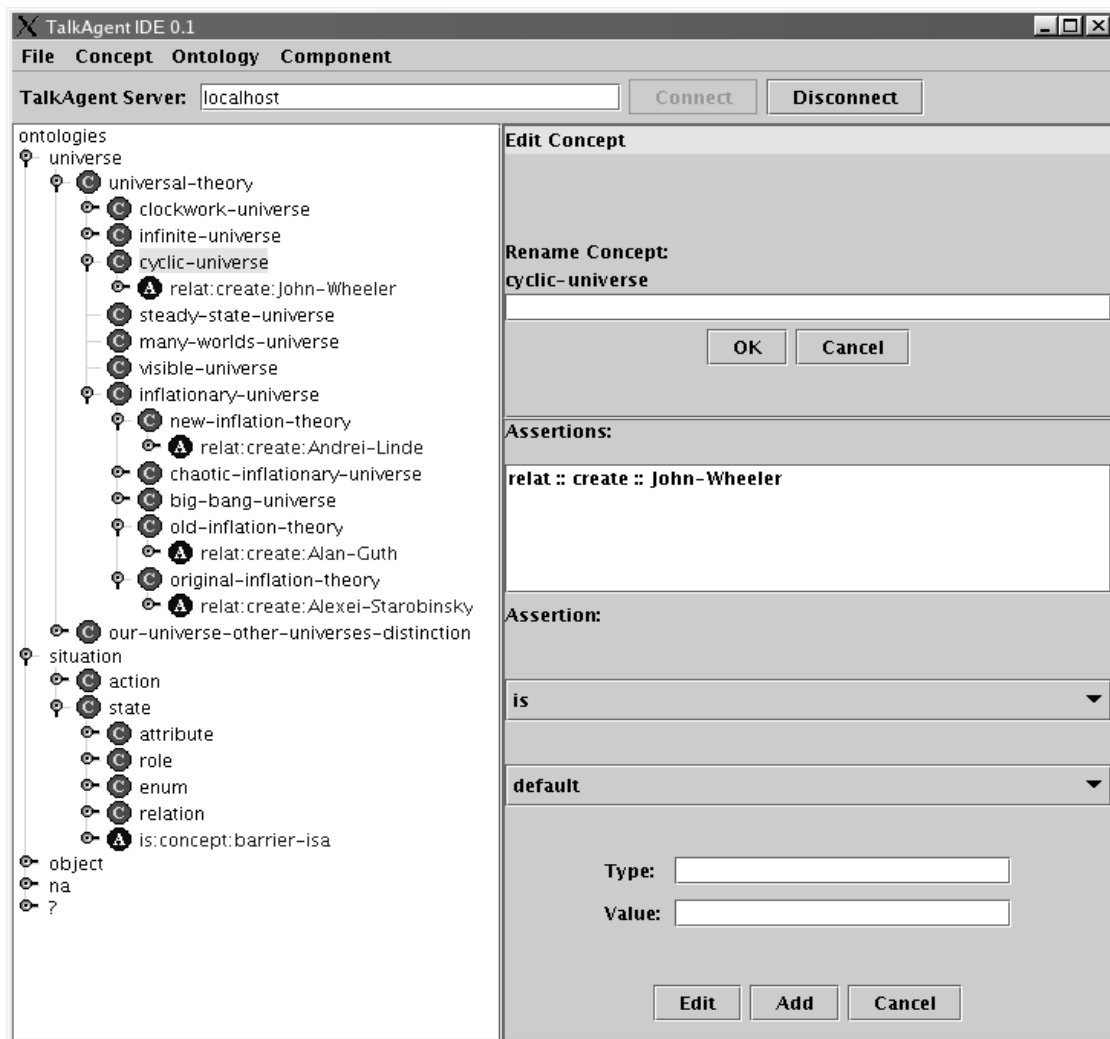 TalkAgent IDE 0.1
File Concept Ontology Component
TalkAgent Server: localhost Connect Disconnect
ontologies
universe
C universal-theory
C clockwork-universe
C infinite-universe
C cyclic-universe
A relat:create:John-Wheeler
C steady-state-universe
C many-worlds-universe
C visible-universe
C inflationary-universe
C new-inflation-theory
A relat:create:Andrei-Linde
C chaotic-inflationary-universe
C big-bang-universe
C old-inflation-theory
A relat:create:Alan-Guth
C original-inflation-theory
A relat:create:Alexei-Starobinsky
C our-universe-other-universes-distinction
situation
C action
C state
C attribute
C role
C enum
C relation
A is:concept:barrier-isa
object
na
?
Edit Concept
Rename Concept:
cyclic-universe
OK Cancel
Assertions:
relat :: create :: John-Wheeler
Assertion:
is
default
Type:
Value:
Edit Add Cancel